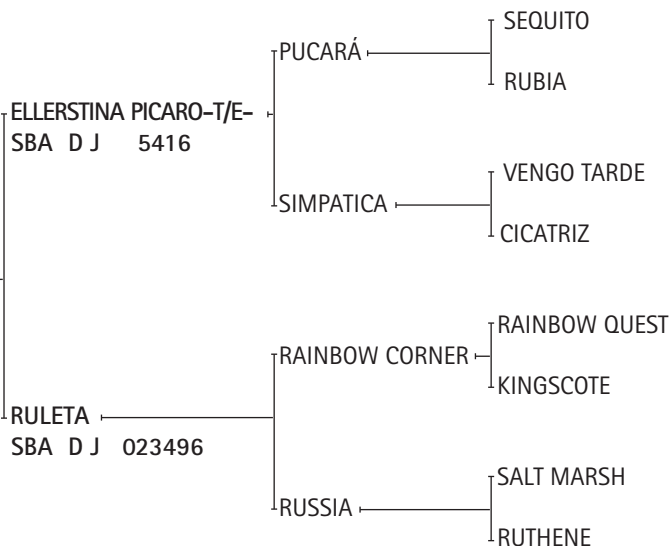 SEQUITO
PUCARÁ
RUBIA
ELLERSTINA PICARO-T/E-
SBA D J 5416
VENGO TARDE
SIMPATICA
CICATRIZ
RAINBOW QUEST
RAINBOW CORNER
KINGSCOTE
RULETA
SBA D J 023496
SALT MARSH
RUSSIA
RUTHENE